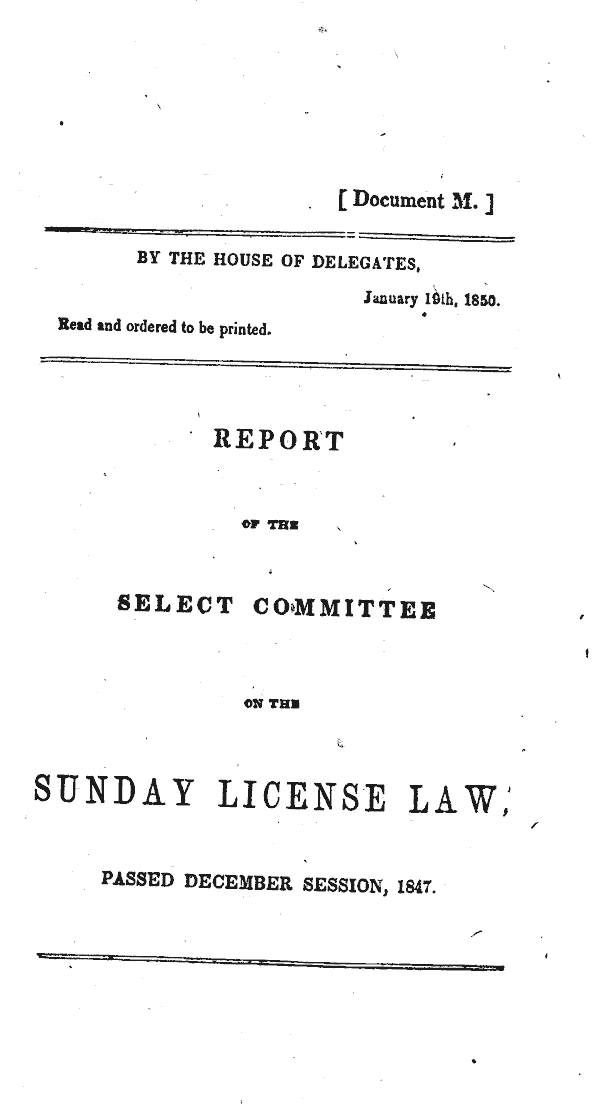 [ Document M. ]
BY THE HOUSE OF DELEGATES,
January 19th, 1850.
Read and ordered to be printed.
REPORT
OF THE
SELECT COMMITTEE
ON THE
SUNDAY LICENSE LAW,
PASSED DECEMBER SESSION, 1847.